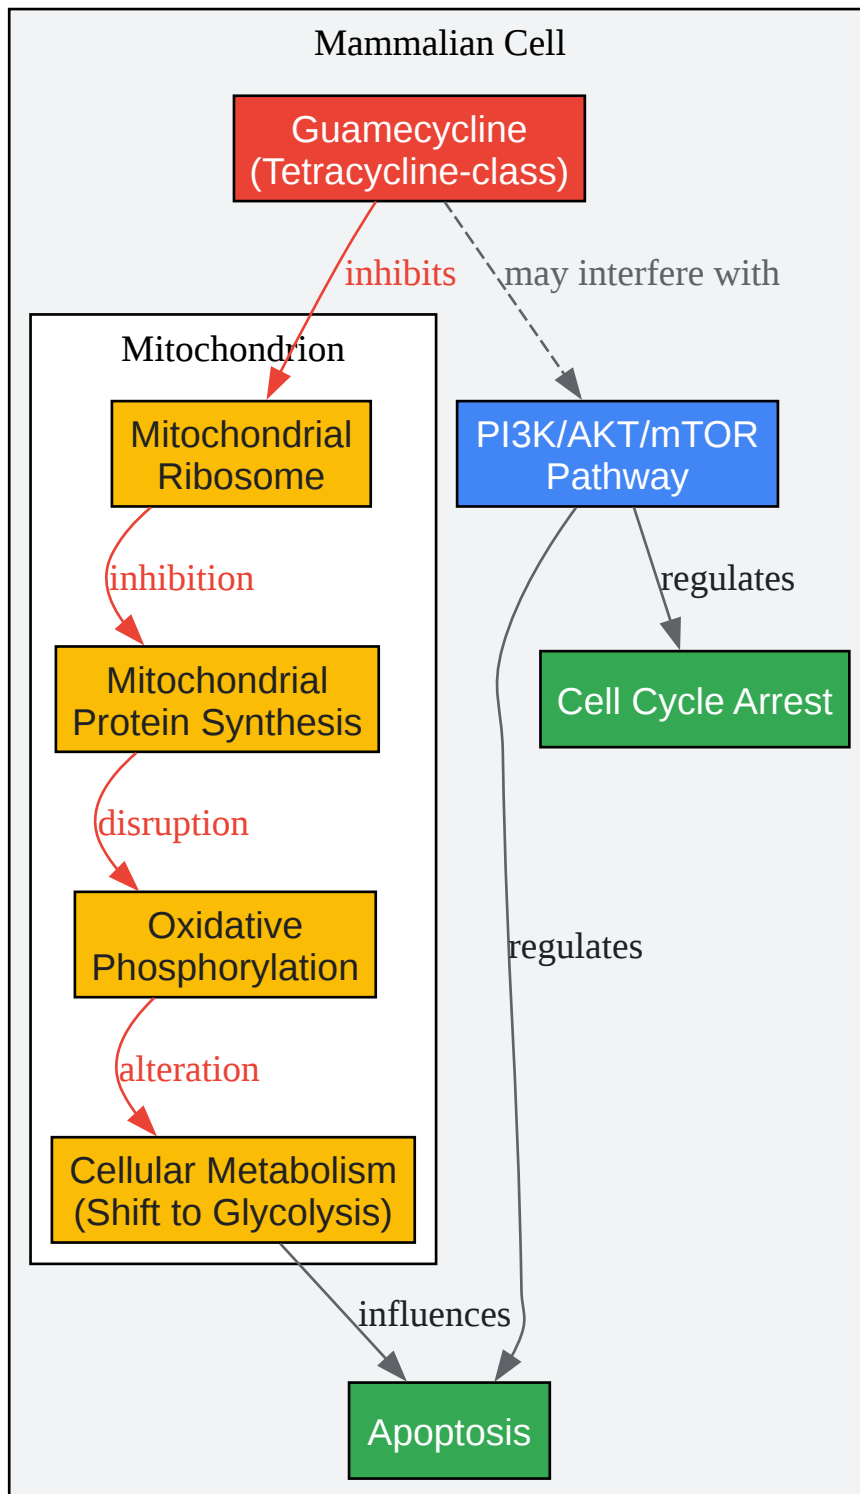 Mammalian Cell
Guamecycline
(Tetracycline-class)
inhibits
may interfere with
Mitochondrion
Mitochondrial
Ribosome
PI3K/AKT/mTOR
Pathway
inhibition
regulates
Mitochondrial
Protein Synthesis
Cell Cycle Arrest
disruption
Oxidative
Phosphorylation
regulates
alteration
Cellular Metabolism
(Shift to Glycolysis)
influences
Apoptosis